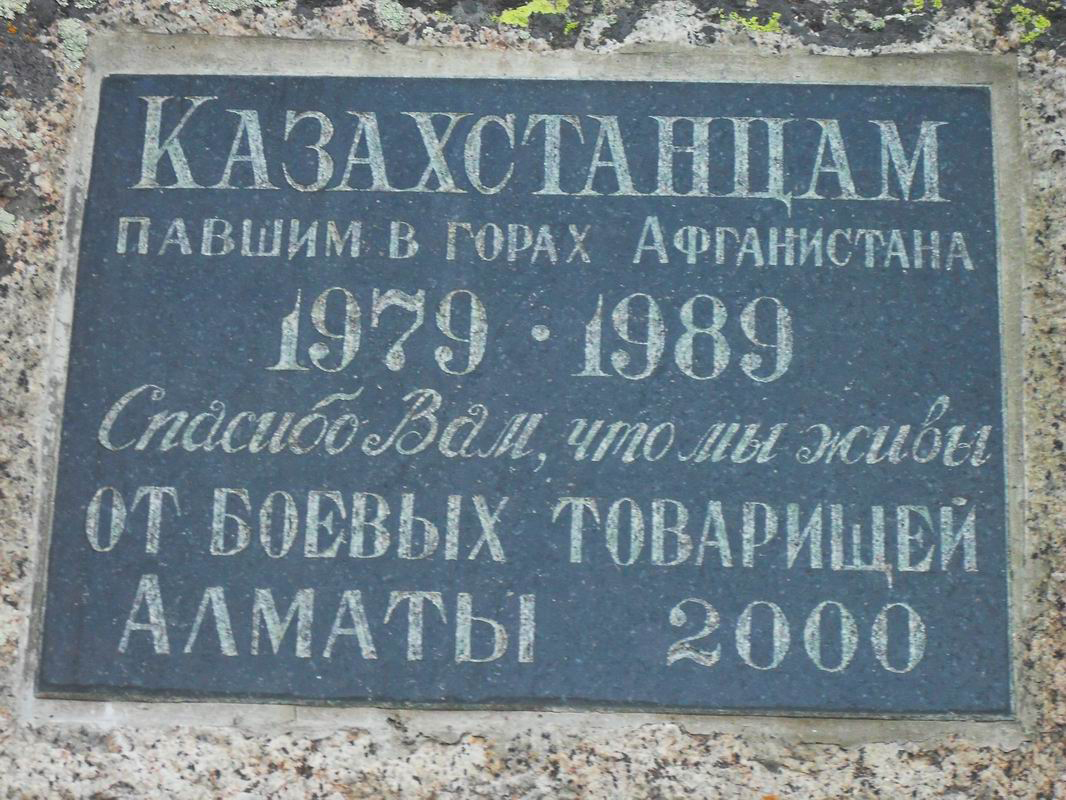 КАЗАХСТАНЦАМ
ПАВШИМ В ГОРАХ АФГАНИСТАНА
1979 · 1989
Спасибо Вам, что мы живы
ОТ БОЕВЫХ ТОВАРИЩЕЙ
АЛМАТЫ 2000